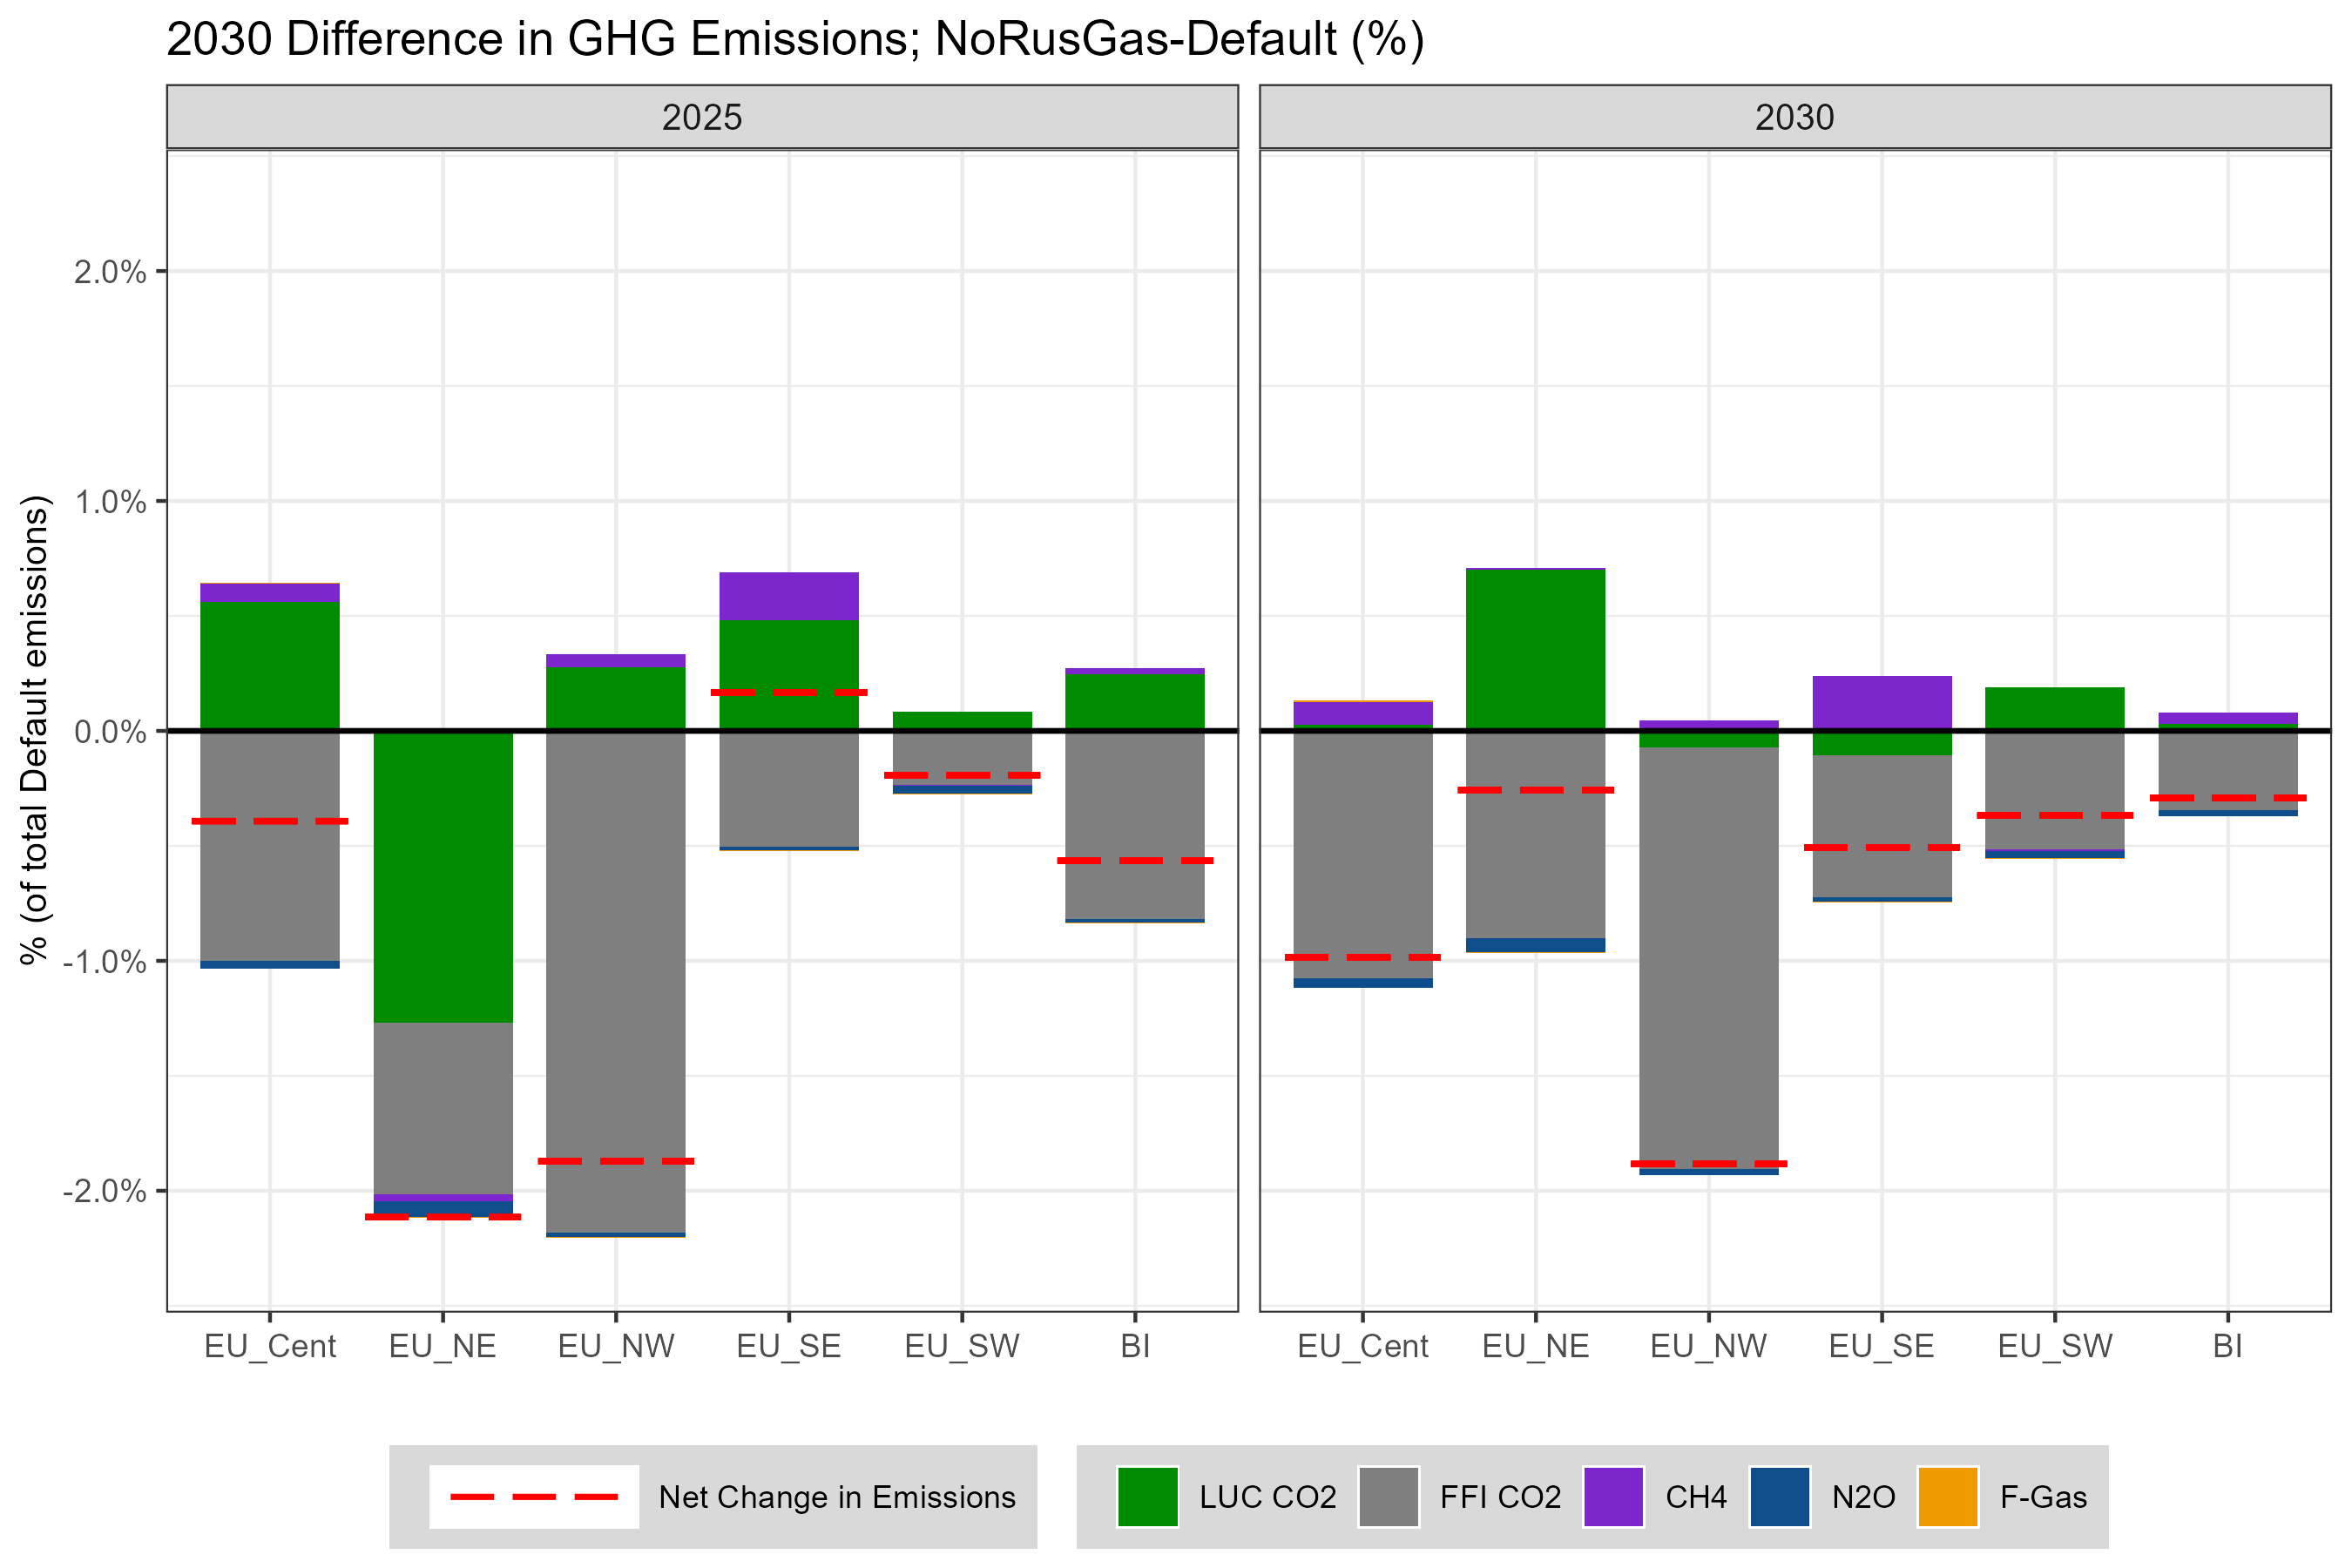 2030 Difference in GHG Emissions; NoRusGas-Default (%)
2025
2030
% (of total Default emissions)
2.0%
1.0%
0.0%
-1.0%
-2.0%
EU_Cent EU_NE EU_NW EU_SE EU_SW BI
EU_Cent EU_NE EU_NW EU_SE EU_SW BI
Net Change in Emissions
LUC CO2 FFI CO2 CH4 N2O F-Gas